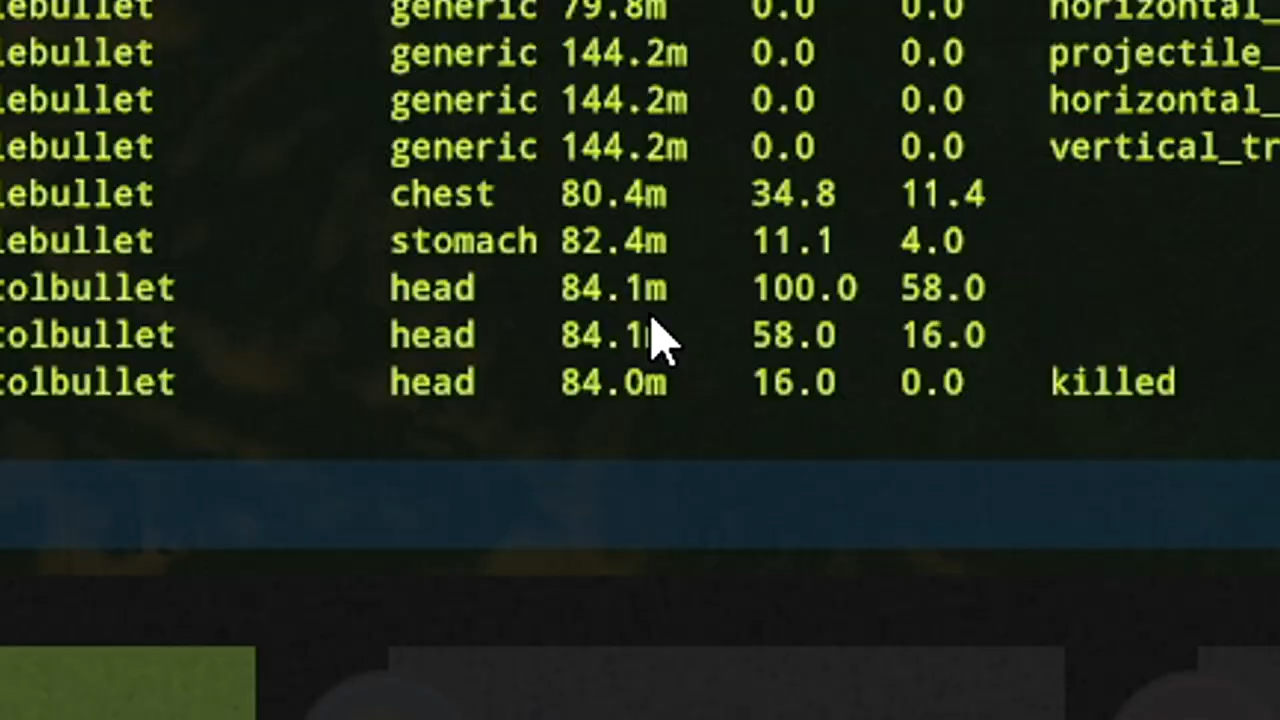 lebullet generic 79.8m 0.0 0.0 horizontal_
lebullet generic 144.2m 0.0 0.0 projectile_
lebullet generic 144.2m 0.0 0.0 horizontal_
lebullet generic 144.2m 0.0 0.0 vertical_tr
lebullet chest 80.4m 34.8 11.4
lebullet stomach 82.4m 11.1 4.0
tolbullet head 84.1m 100.0 58.0
tolbullet head 84.1m 58.0 16.0
tolbullet head 84.0m 16.0 0.0 killed